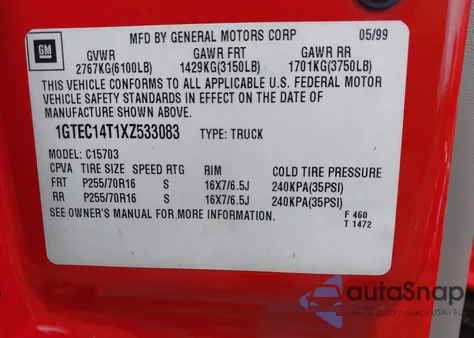 GM
MFD BY GENERAL MOTORS CORP 05/99
GVWR GAWR FRT GAWR RR
2767KG(6100LB) 1429KG(3150LB) 1701KG(3750LB)
THIS VEHICLE CONFORMS TO ALL APPLICABLE U.S. FEDERAL MOTOR
VEHICLE SAFETY STANDARDS IN EFFECT ON THE DATE OF
MANUFACTURE SHOWN ABOVE.
1GTEC14T1XZ533083 TYPE: TRUCK
MODEL: C15703
CPVA TIRE SIZE SPEED RTG RIM COLD TIRE PRESSURE
FRT P255/70R16 S 16X7/6.5J 240KPA(35PSI)
RR P255/70R16 S 16X7/6.5J 240KPA(35PSI)
SEE OWNER'S MANUAL FOR MORE INFORMATION. F 460
T 1472
autoSnap
USA - EU